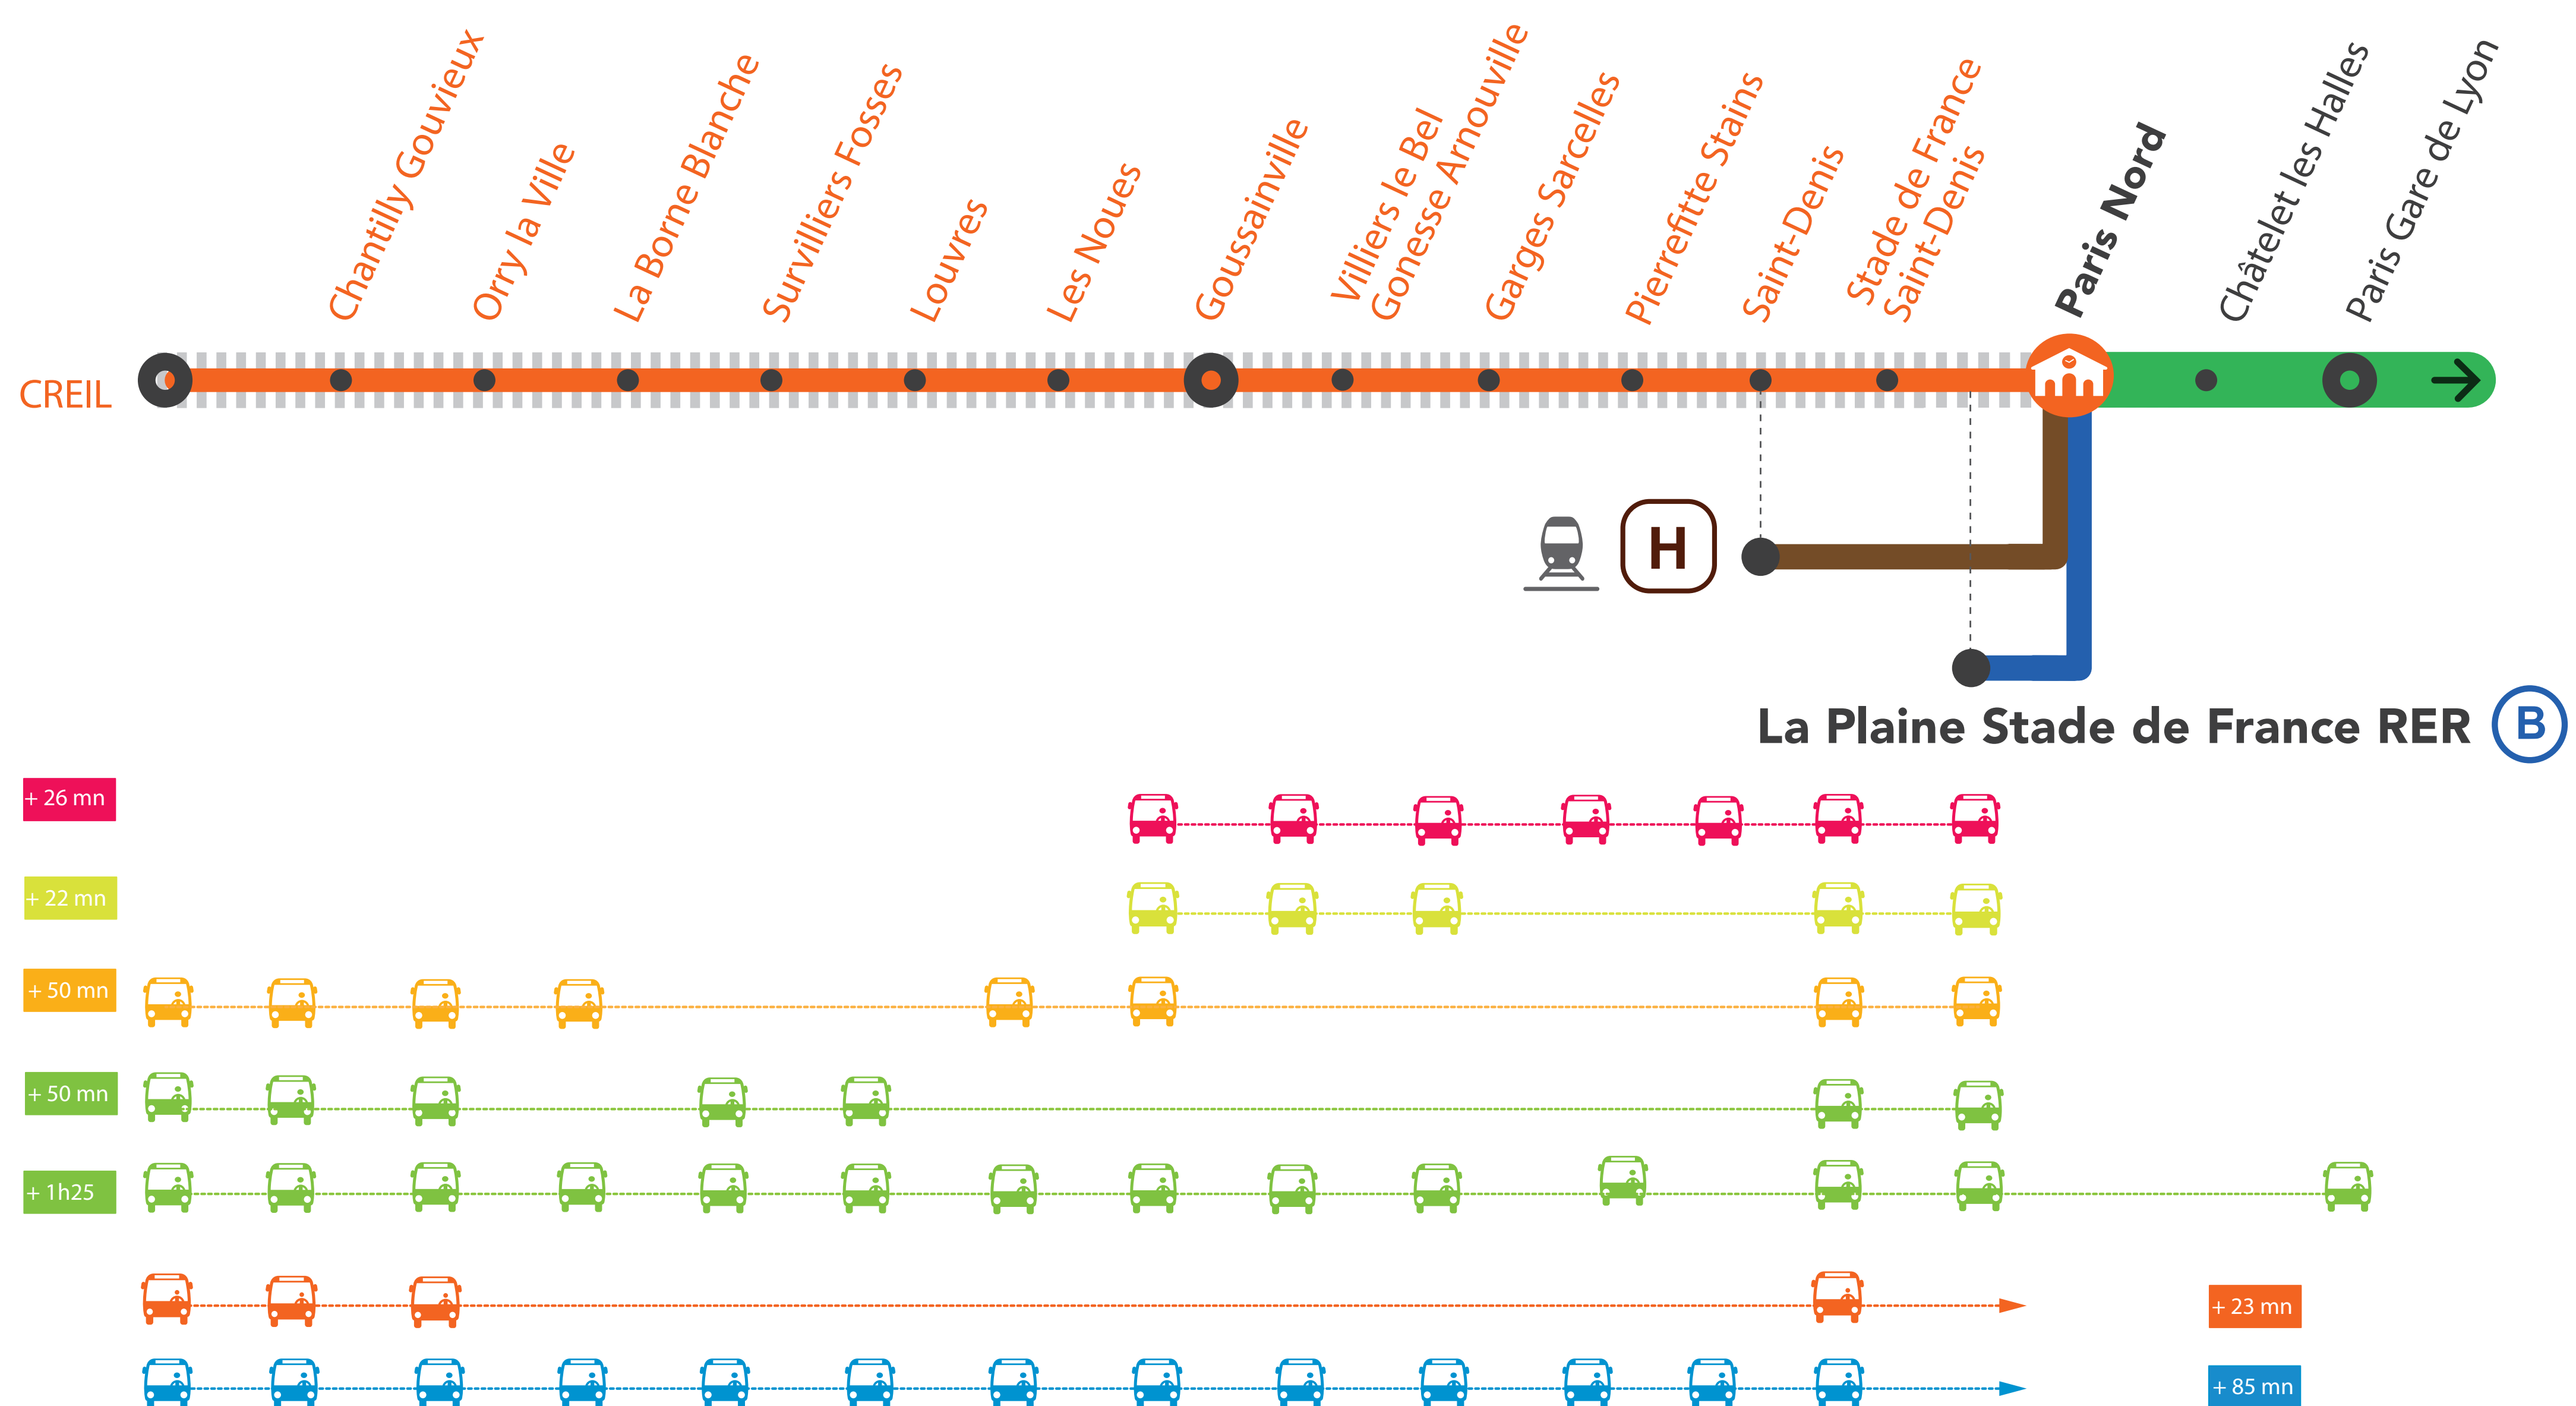 CREIL
Chantilly Gouvieux
Orry la Ville
La Borne Blanche
Survilliers Fosses
Louvres
Les Noues
Goussainville
Villiers le Bel
Gonesse Arnouville
Garges Sarcelles
Pierrefitte Stains
Saint-Denis
Stade de France
Saint-Denis
Paris Nord
Châtelet les Halles
Paris Gare de Lyon
H
La Plaine Stade de France RER B
+ 26 mn
+ 22 mn
+ 50 mn
+ 50 mn
+ 1h25
+ 23 mn
+ 85 mn